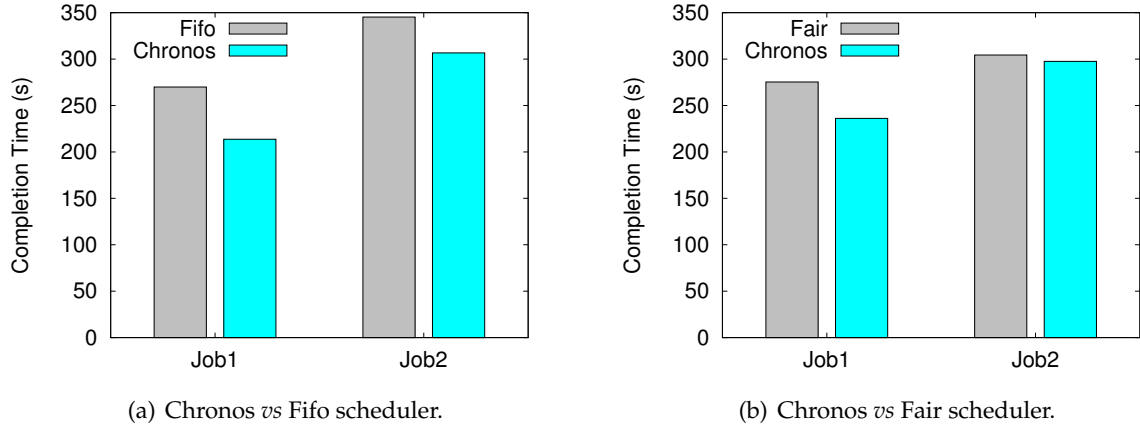 350
300
250
200
150
100
50
0
Completion Time (s)
Fifo
Chronos
Job1 Job2
(a) Chronos vs Fifo scheduler.
350
300
250
200
150
100
50
0
Completion Time (s)
Fair
Chronos
Job1 Job2
(b) Chronos vs Fair scheduler.